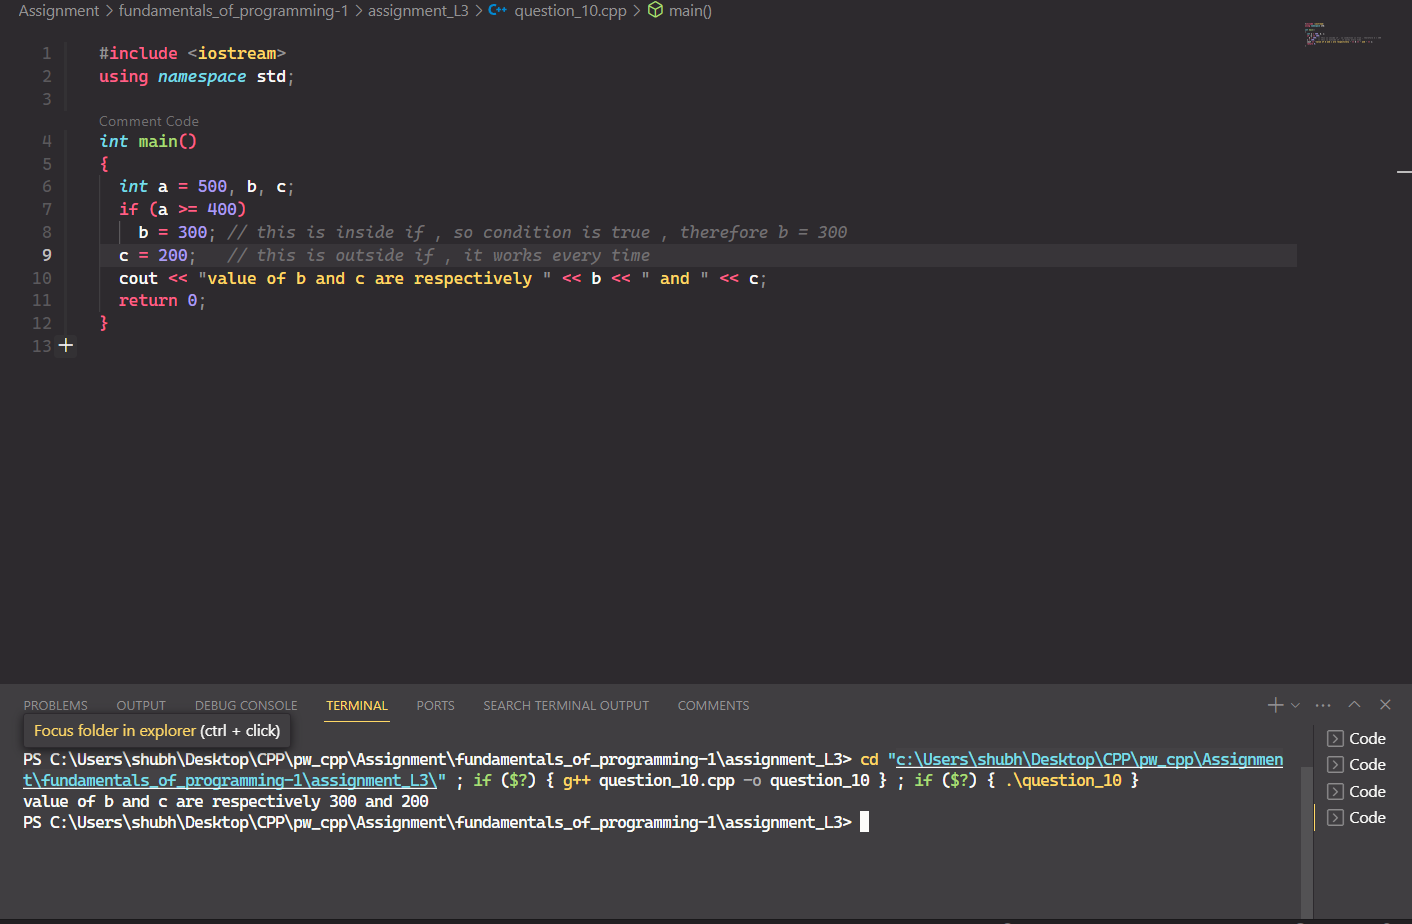 Assignment > fundamentals_of_programming-1 > assignment_L3 > C++ question_10.cpp > main()
1 #include <iostream>
2 using namespace std;
3
Comment Code
4 int main()
5 {
6 int a = 500, b, c;
7 if (a >= 400)
8 b = 300; // this is inside if , so condition is true , therefore b = 300
9 c = 200; // this is outside if , it works every time
10 cout << "value of b and c are respectively " << b << " and " << c;
11 return 0;
12 }
13
PROBLEMS OUTPUT DEBUG CONSOLE TERMINAL PORTS SEARCH TERMINAL OUTPUT COMMENTS
Focus folder in explorer (ctrl + click)
PS C:\Users\shubh\Desktop\CPP\pw_cpp\Assignment\fundamentals_of_programming-1\assignment_L3> cd "c:\Users\shubh\Desktop\CPP\pw_cpp\Assignmen
t\fundamentals_of_programming-1\assignment_L3\" ; if ($?) { g++ question_10.cpp -o question_10 } ; if ($?) { .\question_10 }
value of b and c are respectively 300 and 200
PS C:\Users\shubh\Desktop\CPP\pw_cpp\Assignment\fundamentals_of_programming-1\assignment_L3>
Code
Code
Code
Code